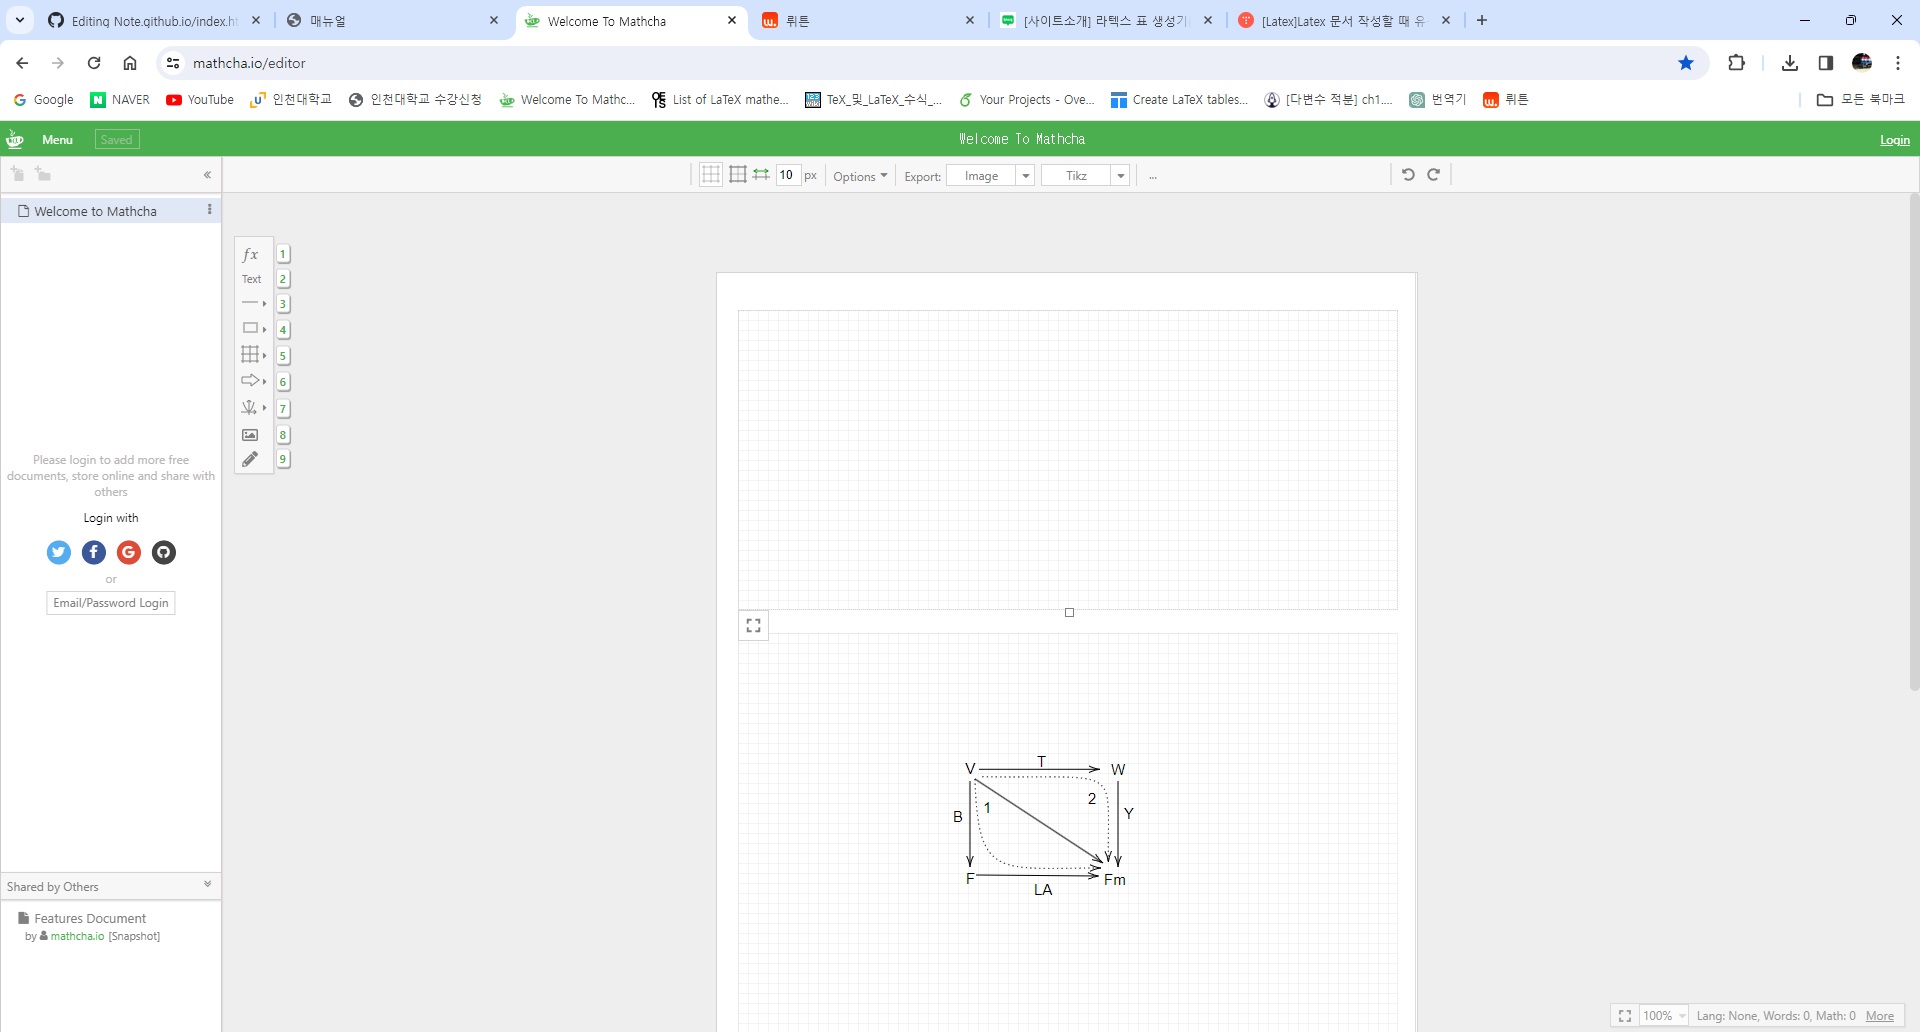 Editing Note.github.io/index.ht
매뉴얼
Welcome To Mathcha
뤼튼
[사이트소개] 라텍스 표 생성기
[Latex]Latex 문서 작성할 때 유
mathcha.io/editor
Google
NAVER
YouTube
인천대학교
인천대학교 수강신청
Welcome To Mathc...
List of LaTeX mathe...
TeX_및_LaTeX_수식_...
Your Projects - Ove...
Create LaTeX tables...
[다변수 적분] ch1....
번역기
뤼튼
모든 북마크
Menu
Saved
Welcome To Mathcha
Login
10 px
Options
Export:
Image
Tikz
...
Welcome to Mathcha
fx 1
Text 2
3
4
5
6
7
8
9
Please login to add more free
documents, store online and share with
others
Login with
or
Email/Password Login
V T W
1 2
B Y
F Fm
LA
Shared by Others
Features Document
by mathcha.io [Snapshot]
100%
Lang: None, Words: 0, Math: 0 More